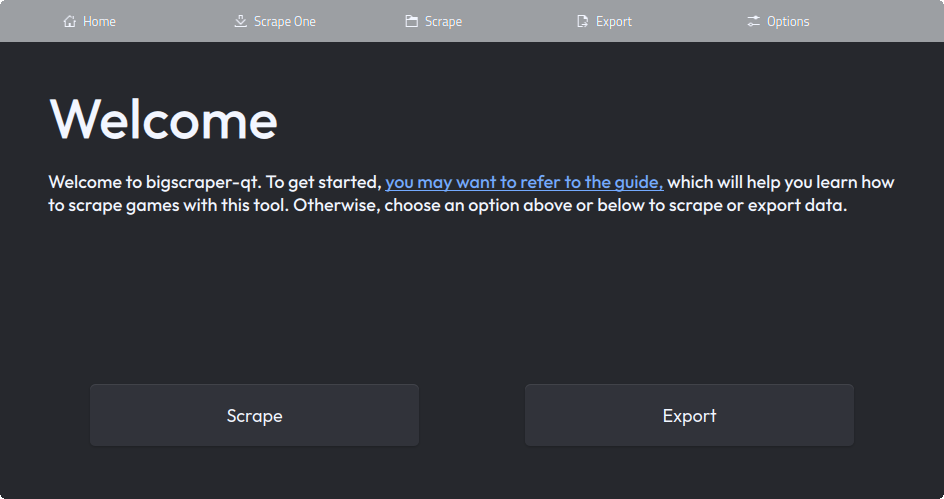 Home Scrape One Scrape Export Options
Welcome
Welcome to bigscraper-qt. To get started, you may want to refer to the guide, which will help you learn how
to scrape games with this tool. Otherwise, choose an option above or below to scrape or export data.
Scrape Export